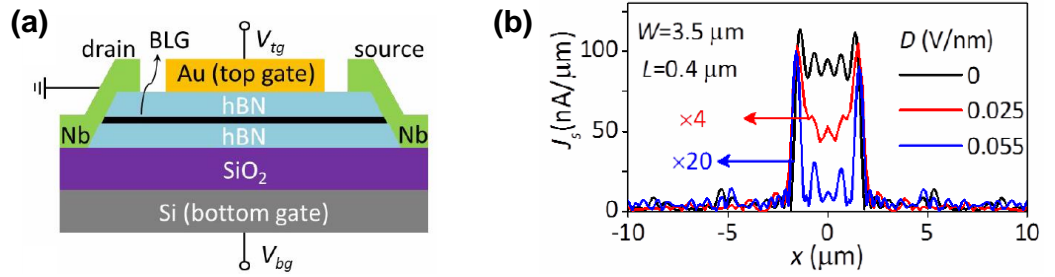 (a)
drain
BLG
V_tg
source
Au (top gate)
hBN
Nb
hBN
Nb
SiO₂
Si (bottom gate)
V_bg
(b)
W=3.5 μm
L=0.4 μm
D (V/nm)
0
0.025
0.055
×4
×20
J_s (nA/μm)
100
50
0
-10
-5
0
5
10
x (μm)